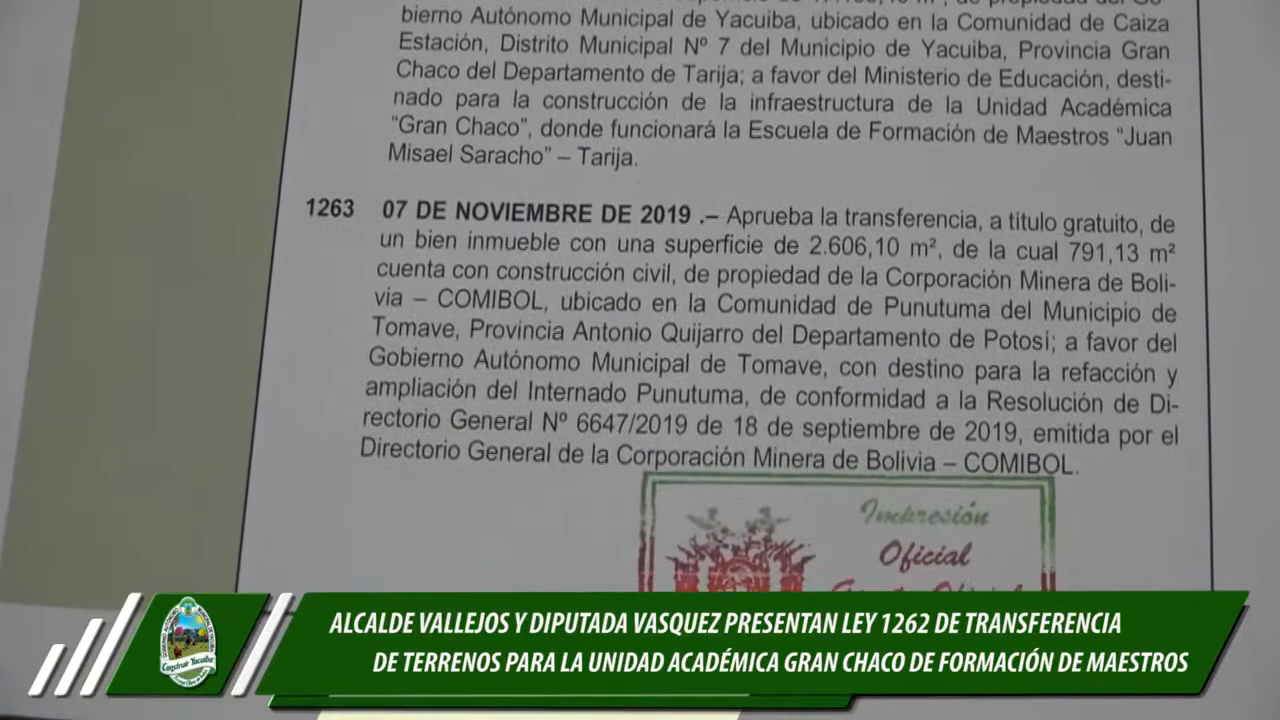 bierno Autónomo Municipal de Yacuiba, ubicado en la Comunidad de Caiza
Estación, Distrito Municipal Nº 7 del Municipio de Yacuiba, Provincia Gran
Chaco del Departamento de Tarija; a favor del Ministerio de Educación, desti-
nado para la construcción de la infraestructura de la Unidad Académica
“Gran Chaco”, donde funcionará la Escuela de Formación de Maestros “Juan
Misael Saracho” – Tarija.
1263 07 DE NOVIEMBRE DE 2019 .– Aprueba la transferencia, a título gratuito, de
un bien inmueble con una superficie de 2.606,10 m², de la cual 791,13 m²
cuenta con construcción civil, de propiedad de la Corporación Minera de Boli-
via – COMIBOL, ubicado en la Comunidad de Punutuma del Municipio de
Tomave, Provincia Antonio Quijarro del Departamento de Potosí; a favor del
Gobierno Autónomo Municipal de Tomave, con destino para la refacción y
ampliación del Internado Punutuma, de conformidad a la Resolución de Di-
rectorio General Nº 6647/2019 de 18 de septiembre de 2019, emitida por el
Directorio General de la Corporación Minera de Bolivia – COMIBOL.
Impresión
Oficial
ALCALDE VALLEJOS Y DIPUTADA VASQUEZ PRESENTAN LEY 1262 DE TRANSFERENCIA
DE TERRENOS PARA LA UNIDAD ACADÉMICA GRAN CHACO DE FORMACIÓN DE MAESTROS
Construir Yacuiba